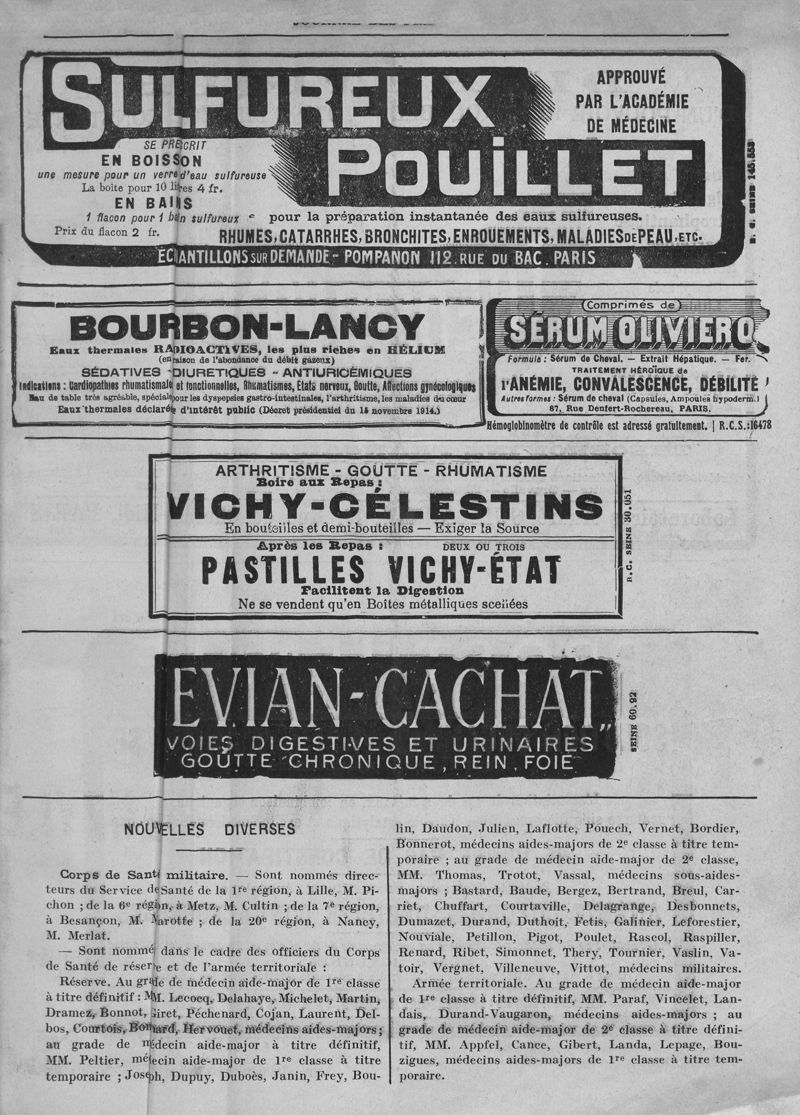 SULFUREUX
POUILLET
APPROUVÉ
PAR L'ACADÉMIE
DE MÉDECINE
SE PRESCRIT
EN BOISSON
une mesure pour un verre d'eau sulfureuse
La boîte pour 10 litres 4 fr.
EN BAINS
1 flacon pour 1 bain sulfureux
Prix du flacon 2 fr.
pour la préparation instantanée des eaux sulfureuses.
RHUMES, CATARRHES, BRONCHITES, ENROUEMENTS, MALADIES DE PEAU, ETC.
ÉCHANTILLONS SUR DEMANDE - POMPANON 112. RUE DU BAC. PARIS
R. C. SEINE 145.553
BOURBON-LANCY
Eaux thermales RADIOACTIVES, les plus riches en HÉLIUM
(en raison de l'abondance du débit gazeux)
SÉDATIVES - DIURETIQUES - ANTIURICÉMIQUES
Indications : Cardiopathies rhumatismale et fonctionnelles, Rhumatismes, Etats nerveux, Goutte, Affections gynécologiques
Eau de table très agréable, spéciale pour les dyspepsies gastro-intestinales, l'arthritisme, les maladies du cœur
Eaux thermales déclarées d'intérêt public (Décret présidentiel du 15 novembre 1914.)
Comprimés de
SÉRUM OLIVIERO
Formula : Sérum de Cheval. — Extrait Hépatique. — Fer.
TRAITEMENT HÉROÏQUE de
l'ANÉMIE, CONVALESCENCE, DÉBILITÉ
Autres formes : Sérum de cheval (Capsules, Ampoules hypoderm.)
67, Rue Denfert-Rochereau, PARIS.
Hémoglobinomètre de contrôle est adressé gratuitement. | R.C.S.: 16478
ARTHRITISME - GOUTTE - RHUMATISME
Boire aux Repas :
VICHY-CÉLESTINS
En bouteilles et demi-bouteilles — Exiger la Source
Après les Repas : DEUX OU TROIS
PASTILLES VICHY-ÉTAT
Facilitent la Digestion
Ne se vendent qu'en Boîtes métalliques scellées
R.C. SEINE 30.051
EVIAN-CACHAT
VOIES DIGESTIVES ET URINAIRES
GOUTTE CHRONIQUE, REIN, FOIE
SEINE 60.92
NOUVELLES DIVERSES
Corps de Santé militaire. — Sont nommés direc-
teurs du Service de Santé de la 1re région, à Lille, M. Pi-
chon ; de la 6e région, à Metz, M. Cultin ; de la 7e région,
à Besançon, M. Marotte ; de la 20e région, à Nancy,
M. Merlat.
— Sont nommé dans le cadre des officiers du Corps
de Santé de réserve et de l'armée territoriale :
Réserve. Au grade de médecin aide-major de 1re classe
à titre définitif : MM. Lecocq, Delahaye, Michelet, Martin,
Dramez, Bonnot, Giret, Péchenard, Cojan, Laurent, Del-
bos, Courtois, Bonnard, Hervouet, médecins aides-majors ;
au grade de médecin aide-major à titre définitif,
MM. Peltier, médecin aide-major de 1re classe à titre
temporaire ; Joseph, Dupuy, Duboès, Janin, Frey, Bou-
lin, Daudon, Julien, Laflotte, Pouech, Vernet, Bordier,
Bonnerot, médecins aides-majors de 2e classe à titre tem-
poraire ; au grade de médecin aide-major de 2e classe,
MM. Thomas, Trotot, Vassal, médecins sous-aides-
majors ; Bastard, Baude, Bergez, Bertrand, Breul, Car-
riet, Chuffart, Courtaville, Delagrange, Desbonnets,
Dumazet, Durand, Duthoit, Fetis, Galinier, Leforestier,
Nouviale, Petillon, Pigot, Poulet, Rascol, Raspiller,
Renard, Ribet, Simonnet, Thery, Tournier, Vaslin, Va-
toir, Vergnet, Villeneuve, Vittot, médecins militaires.
Armée territoriale. Au grade de médecin aide-major
de 1re classe à titre définitif, MM. Paraf, Vincelet, Lan-
dais, Durand-Vaugaron, médecins aides-majors ; au
grade de médecin aide-major de 2e classe à titre défini-
tif, MM. Appfel, Cance, Gibert, Landa, Lepage, Bou-
zigues, médecins aides-majors de 1re classe à titre tem-
poraire.